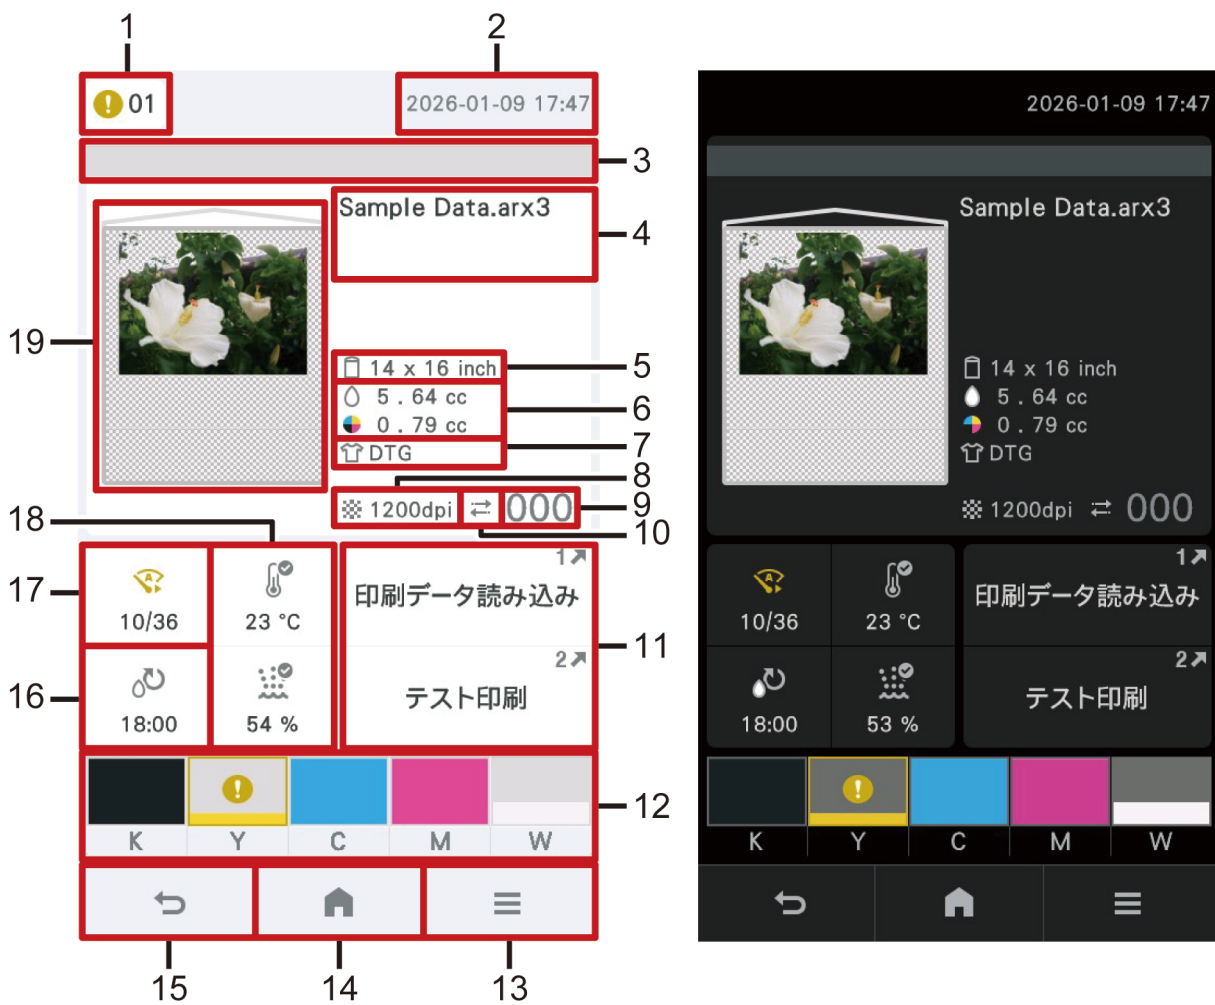 1
2
01
2026-01-09 17:47
3
Sample Data.arx3
4
19
14 x 16 inch
5
5 . 64 cc
6
0 . 79 cc
DTG
7
8
1200dpi
000
9
10
18
17
10/36
23 °C
1
印刷データ読み込み
11
16
18:00
54 %
2
テスト印刷
12
K
Y
C
M
W
15
14
13
2026-01-09 17:47
Sample Data.arx3
14 x 16 inch
5 . 64 cc
0 . 79 cc
DTG
1200dpi
000
A
10/36
23 °C
1
印刷データ読み込み
18:00
53 %
2
テスト印刷
K
Y
C
M
W